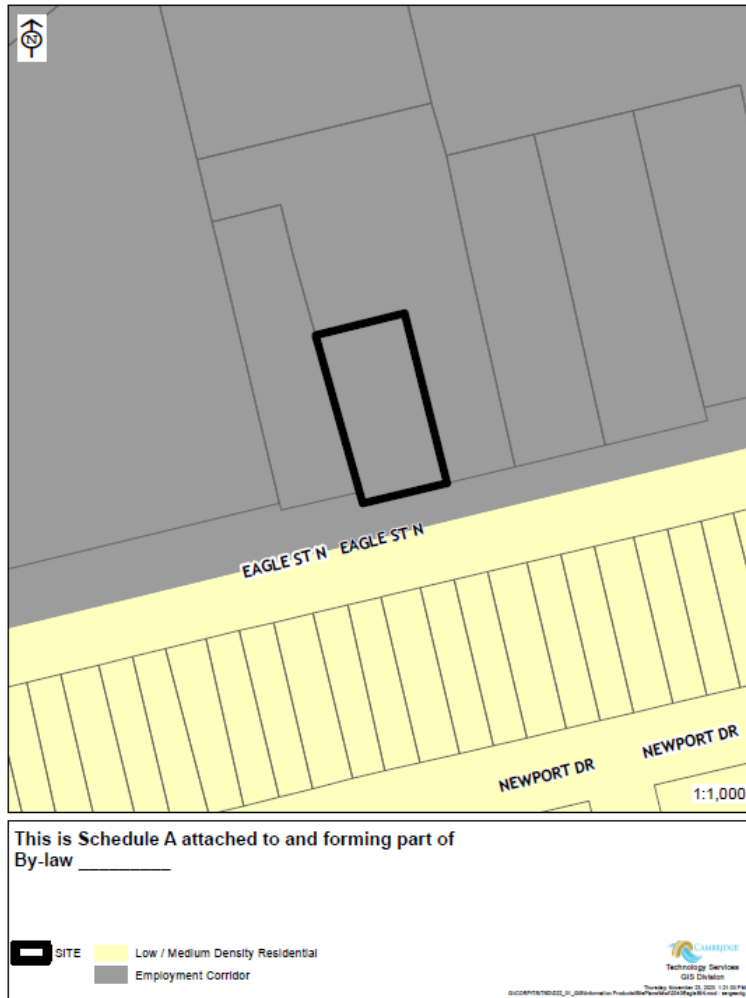 N
EAGLE ST N EAGLE ST N
NEWPORT DR
NEWPORT DR
1:1,000
This is Schedule A attached to and forming part of
By-law _________
SITE
Low / Medium Density Residential
Employment Corridor
CAMBRIDGE
Technology Services
GIS Division